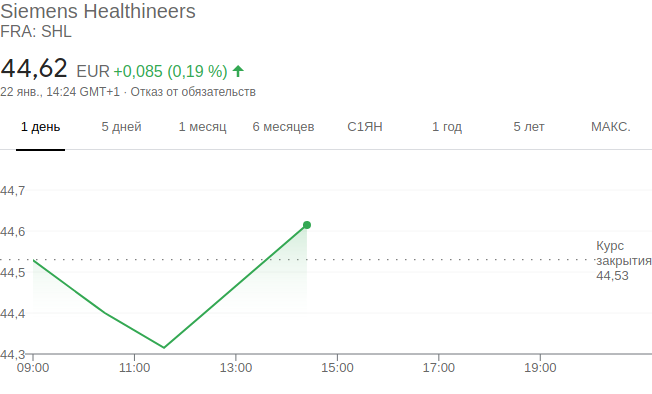 Siemens Healthineers
FRA: SHL
44,62 EUR +0,085 (0,19 %)
22 янв., 14:24 GMT+1 · Отказ от обязательств
1 день 5 дней 1 месяц 6 месяцев С1ЯН 1 год 5 лет МАКС.
44,7
44,6
Курс
закрытия
44,53
44,5
44,4
44,3
09:00 11:00 13:00 15:00 17:00 19:00